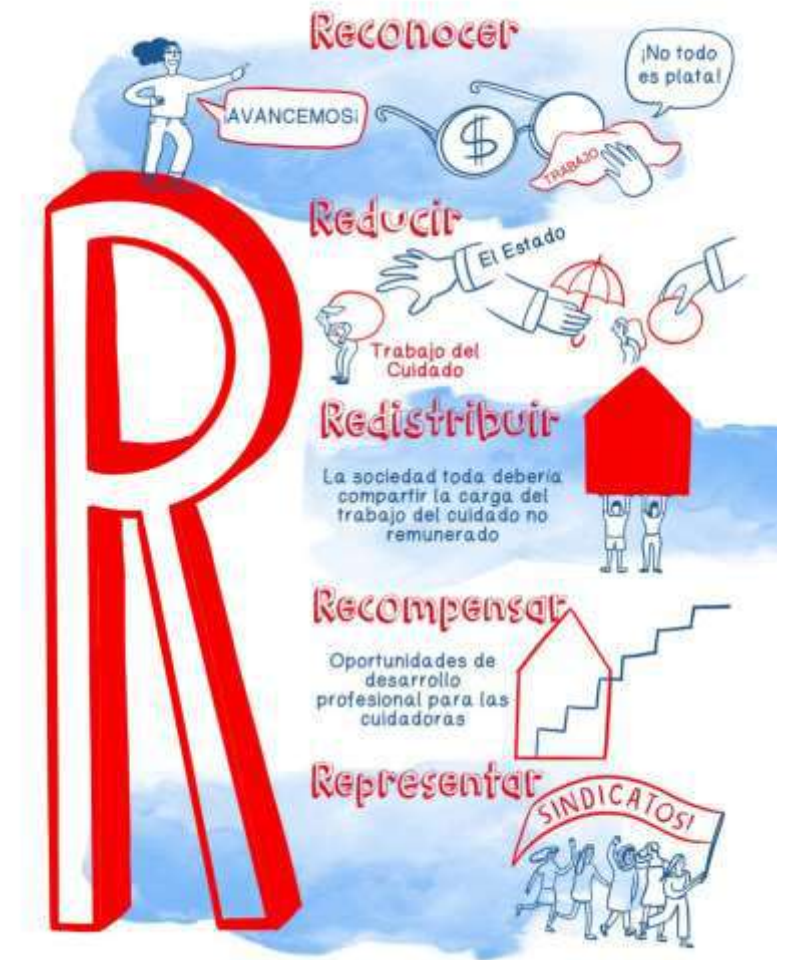 Reconocer
¡AVANCEMOS¡
$
¡No todo
es plata!
TRABAJO
Reducir
El Estado
Trabajo del
Cuidado
Redistribuir
La sociedad toda debería
compartir la carga del
trabajo del cuidado no
remunerado
Recompensar
Oportunidades de
desarrollo
profesional para las
cuidadoras
Representar
SINDICATOS!
R